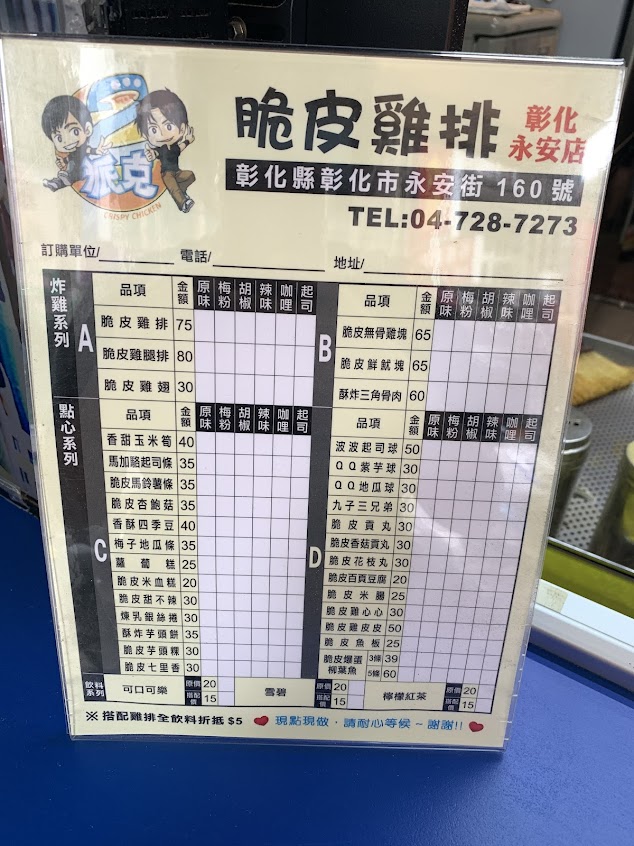 派克
CRISPY CHICKEN
脆皮雞排 彰化永安店
彰化縣彰化市永安街 160 號
TEL:04-728-7273
訂購單位/ 電話/ 地址/
炸雞系列
A
品項 金額 原味 梅粉 胡椒 辣味 咖哩 起司
脆皮雞排 75
脆皮雞腿排 80
脆皮雞翅 30
B
品項 金額 原味 梅粉 胡椒 辣味 咖哩 起司
脆皮無骨雞塊 65
脆皮鮮魷塊 65
酥炸三角骨肉 60
點心系列
C
品項 金額 原味 梅粉 胡椒 辣味 咖哩 起司
香甜玉米筍 40
馬加駱起司條 35
脆皮馬鈴薯條 35
脆皮杏鮑菇 35
香酥四季豆 40
梅子地瓜條 35
蘿蔔糕 25
脆皮米血糕 20
脆皮甜不辣 30
煉乳銀絲捲 30
酥炸芋頭餅 35
脆皮芋頭粿 30
脆皮七里香 30
D
品項 金額 原味 梅粉 胡椒 辣味 咖哩 起司
波波起司球 50
QQ紫芋球 30
QQ地瓜球 30
九子三兄弟 30
脆皮貢丸 30
脆皮香菇貢丸 30
脆皮花枝丸 30
脆皮百頁豆腐 20
脆皮米腸 25
脆皮雞心心 30
脆皮雞皮皮 50
脆皮魚板 25
脆皮爆蛋柳葉魚 3條 39
5條 60
飲料系列
可口可樂 原價 20 搭配價 15
雪碧 原價 20 搭配價 15
檸檬紅茶 原價 20 搭配價 15
※ 搭配雞排全飲料折抵 $5 ❤ 現點現做．請耐心等候 ~ 謝謝!! ❤